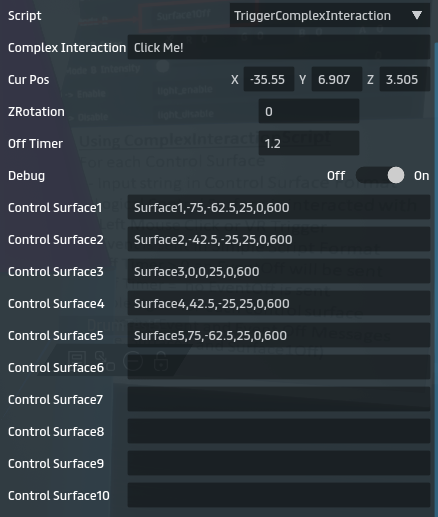 Script TriggerComplexInteraction
Complex Interaction Click Me!
Cur Pos X -35.55 Y 6.907 Z 3.505
ZRotation 0
Off Timer 1.2
Debug Off On
Control Surface1 Surface1,-75,-62.5,25,0,600
Control Surface2 Surface2,-42.5,-25,25,0,600
Control Surface3 Surface3,0,0,25,0,600
Control Surface4 Surface4,42.5,-25,25,0,600
Control Surface5 Surface5,75,-62.5,25,0,600
Control Surface6
Control Surface7
Control Surface8
Control Surface9
Control Surface10